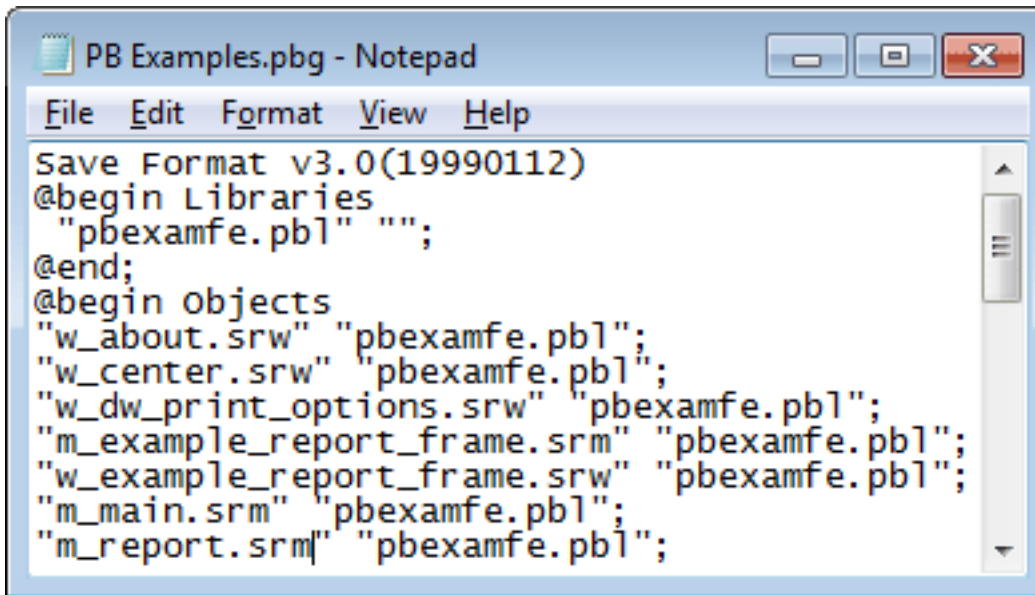 PB Examples.pbg - Notepad
File Edit Format View Help
Save Format v3.0(19990112)
@begin Libraries
 "pbexamfe.pbl" "";
@end;
@begin Objects
"w_about.srw" "pbexamfe.pbl";
"w_center.srw" "pbexamfe.pbl";
"w_dw_print_options.srw" "pbexamfe.pbl";
"m_example_report_frame.srm" "pbexamfe.pbl";
"w_example_report_frame.srw" "pbexamfe.pbl";
"m_main.srm" "pbexamfe.pbl";
"m_report.srm" "pbexamfe.pbl";